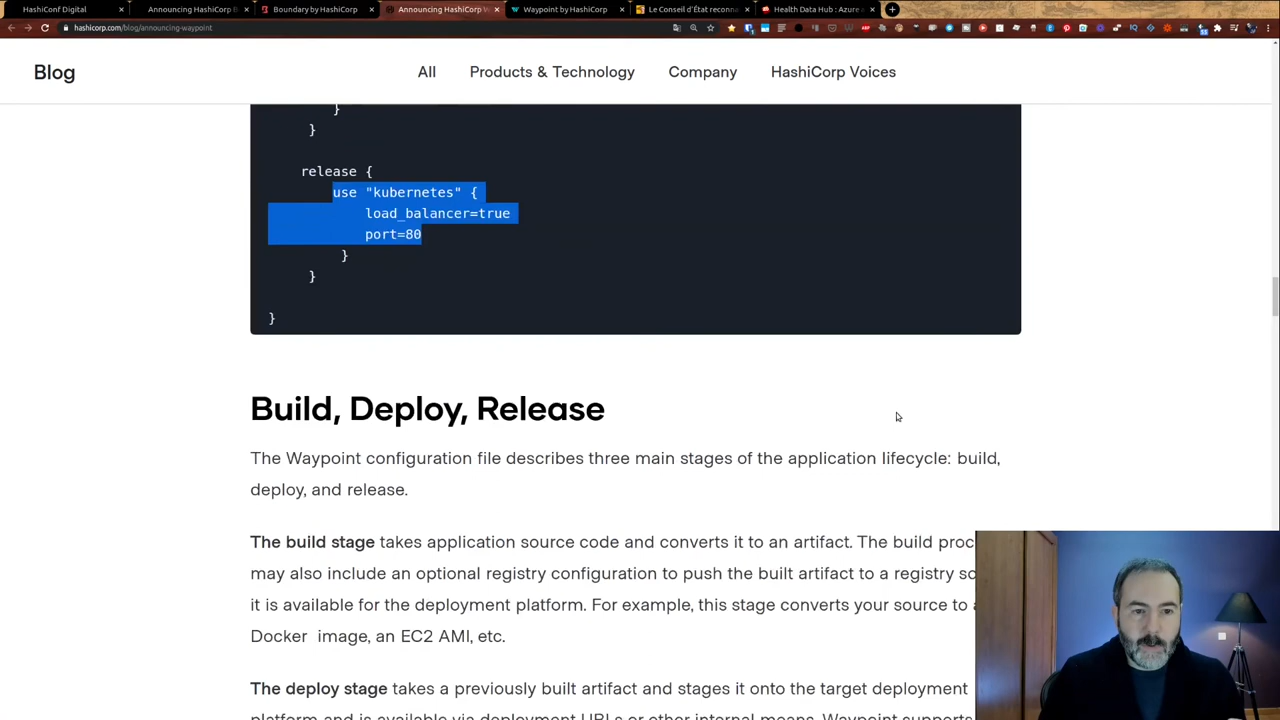 HashiConf Digital
Announcing HashiCorp B
Boundary by HashiCorp
Announcing HashiCorp W
Waypoint by HashiCorp
Le Conseil d'État reconna
Health Data Hub : Azure
hashicorp.com/blog/announcing-waypoint
Blog
All
Products & Technology
Company
HashiCorp Voices
}
}
release {
use "kubernetes" {
load_balancer=true
port=80
}
}
}
Build, Deploy, Release
The Waypoint configuration file describes three main stages of the application lifecycle: build,
deploy, and release.
The build stage takes application source code and converts it to an artifact. The build proc
may also include an optional registry configuration to push the built artifact to a registry so
it is available for the deployment platform. For example, this stage converts your source to a
Docker image, an EC2 AMI, etc.
The deploy stage takes a previously built artifact and stages it onto the target deployment
platform and is available via deployment URLs or other internal means. Waypoint supports